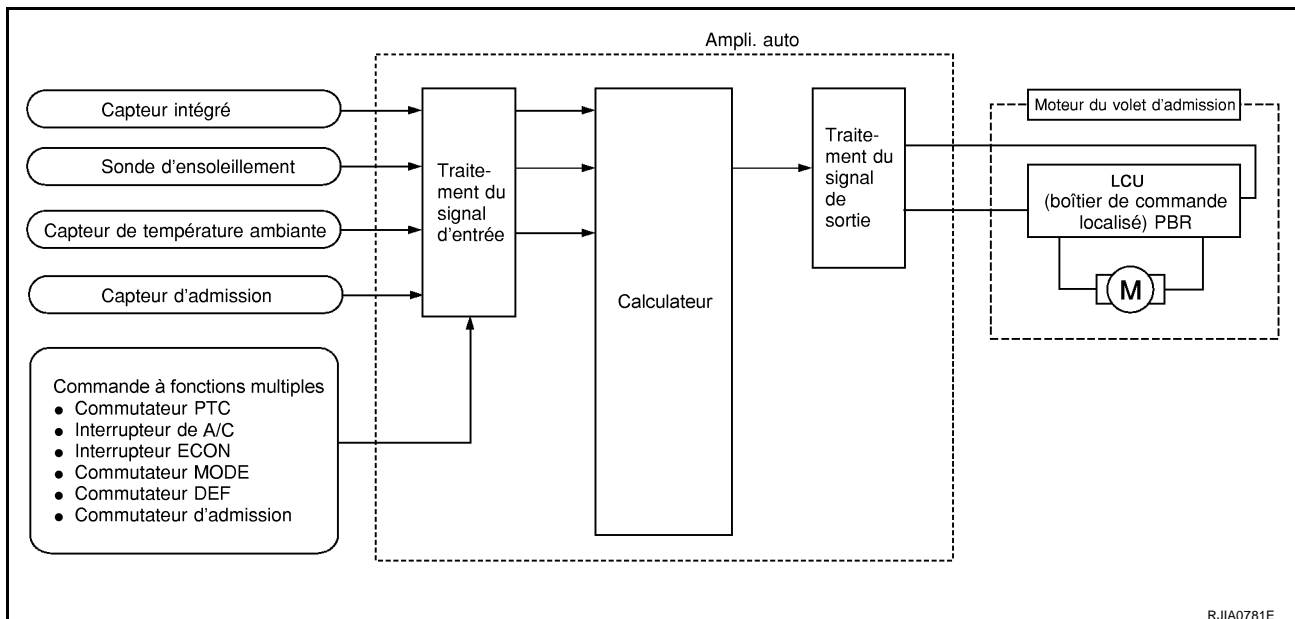 Ampli. auto
Capteur intégré
Sonde d'ensoleillement
Capteur de température ambiante
Capteur d'admission
Commande à fonctions multiples
● Commutateur PTC
● Interrupteur de A/C
● Interrupteur ECON
● Commutateur MODE
● Commutateur DEF
● Commutateur d'admission
Traite-
ment du
signal
d'entrée
Calculateur
Traite-
ment du
signal
de
sortie
Moteur du volet d'admission
LCU
(boîtier de commande
localisé) PBR
M
RJIA0781E